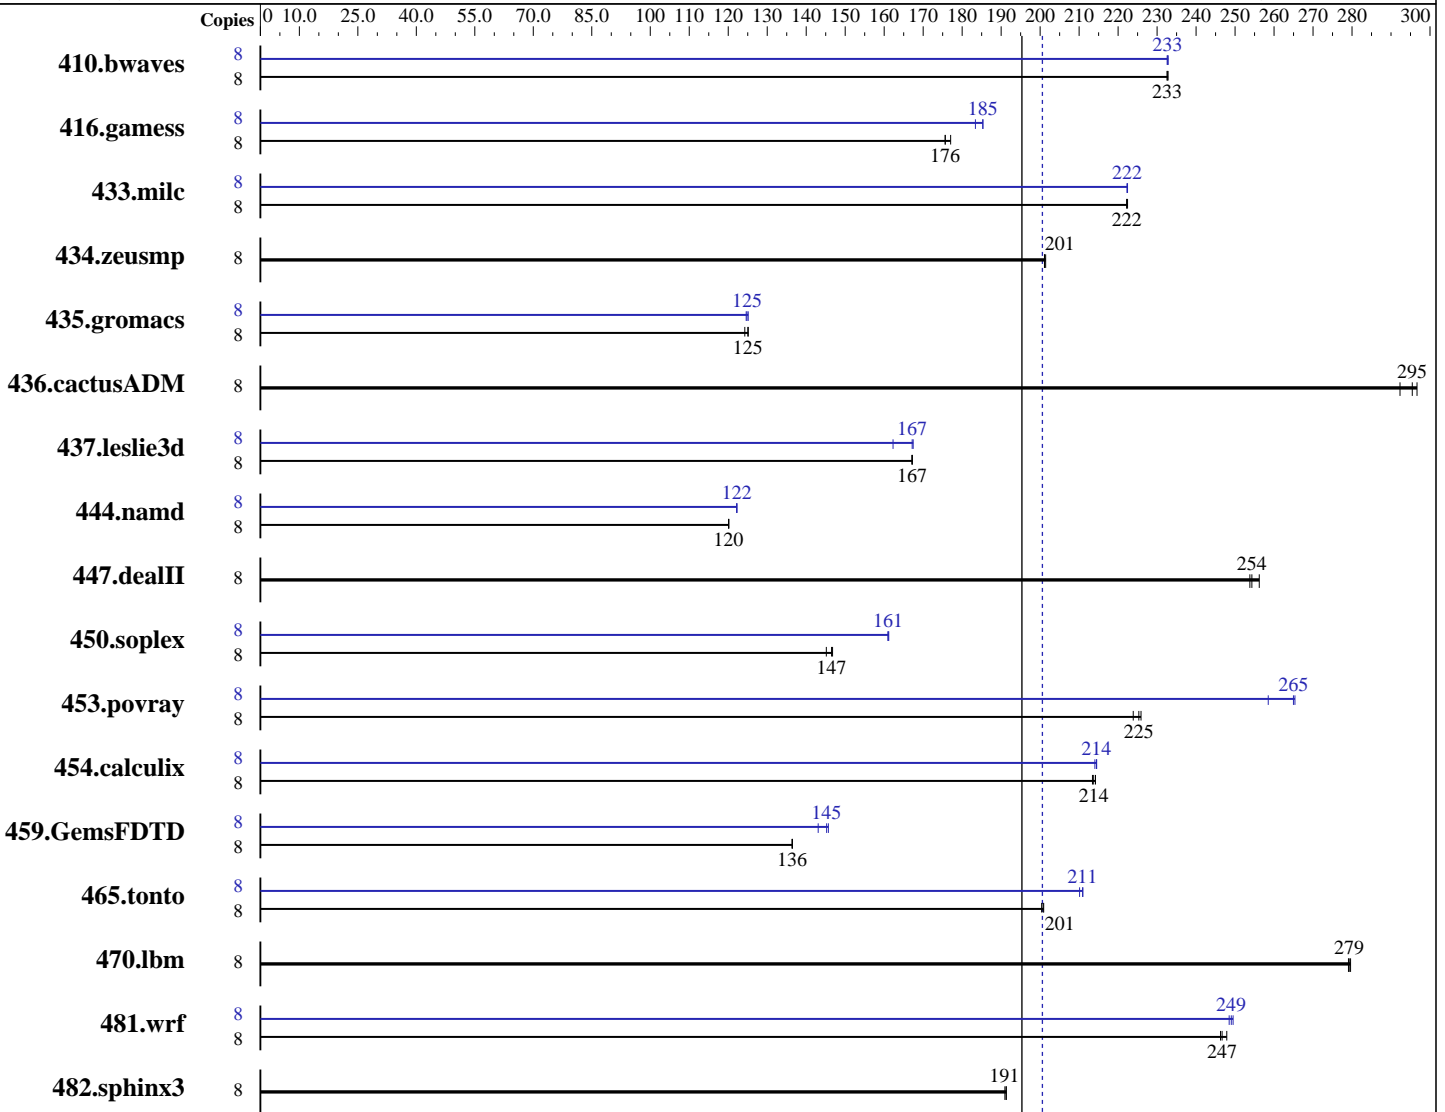 Copies 0 10.0 25.0 40.0 55.0 70.0 85.0 100 110 120 130 140 150 160 170 180 190 200 210 220 230 240 250 260 270 280 300
410.bwaves 8 233
8 233
416.gamess 8 185
8 176
433.milc 8 222
8 222
434.zeusmp 8 201
435.gromacs 8 125
8 125
436.cactusADM 8 295
437.leslie3d 8 167
8 167
444.namd 8 122
8 120
447.dealII 8 254
450.soplex 8 161
8 147
453.povray 8 265
8 225
454.calculix 8 214
8 214
459.GemsFDTD 8 145
8 136
465.tonto 8 211
8 201
470.lbm 8 279
481.wrf 8 249
8 247
482.sphinx3 8 191